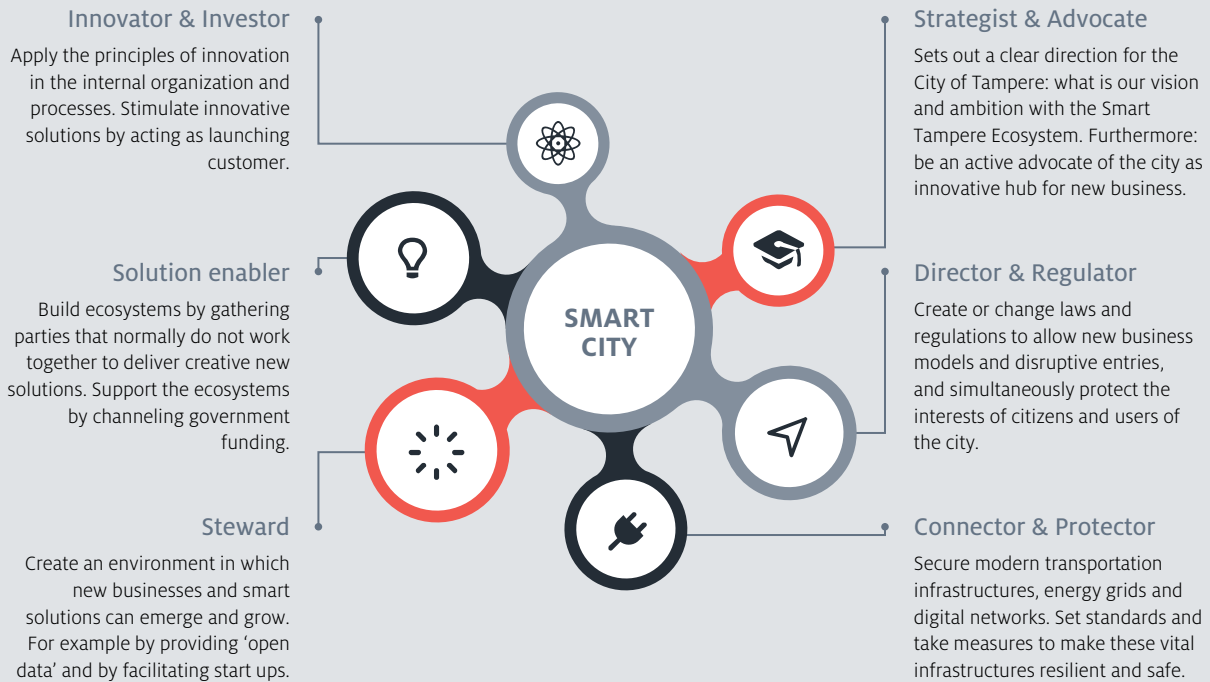 Innovator & Investor
Apply the principles of innovation
in the internal organization and
processes. Stimulate innovative
solutions by acting as launching
customer.
Solution enabler
Build ecosystems by gathering
parties that normally do not work
together to deliver creative new
solutions. Support the ecosystems
by channeling government
funding.
Steward
Create an environment in which
new businesses and smart
solutions can emerge and grow.
For example by providing ‘open
data’ and by facilitating start ups.
SMART
CITY
Strategist & Advocate
Sets out a clear direction for the
City of Tampere: what is our vision
and ambition with the Smart
Tampere Ecosystem. Furthermore:
be an active advocate of the city as
innovative hub for new business.
Director & Regulator
Create or change laws and
regulations to allow new business
models and disruptive entries,
and simultaneously protect the
interests of citizens and users of
the city.
Connector & Protector
Secure modern transportation
infrastructures, energy grids and
digital networks. Set standards and
take measures to make these vital
infrastructures resilient and safe.